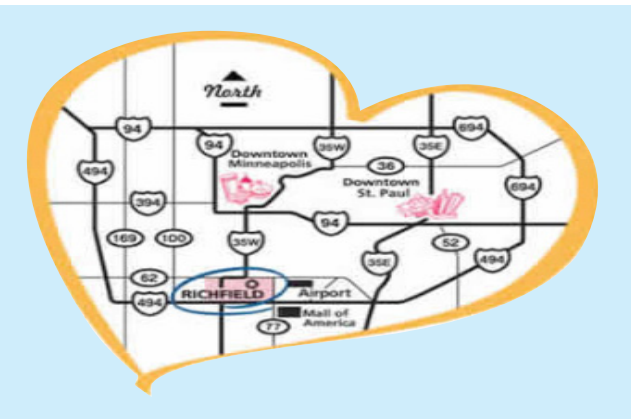 North
94
694
94
35W
35E
Downtown
Minneapolis
36
494
Downtown
St. Paul
694
394
94
169
100
35W
52
35E
494
62
RICHFIELD
Airport
494
Mall of
America
77